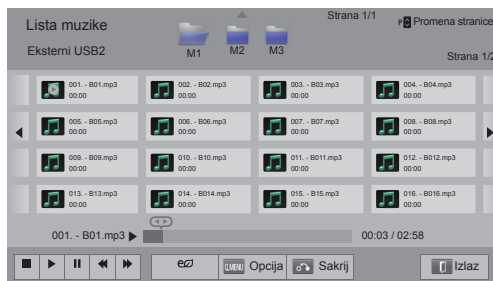 Lista muzike
Strana 1/1
P Promena stranice
Eksterni USB2
M1
M2
M3
Strana 1/2
001. - B01.mp3
00:00
002. - B02.mp3
00:00
003. - B03.mp3
00:00
004. - B04.mp3
00:00
005. - B05.mp3
00:00
006. - B06.mp3
00:00
007. - B07.mp3
00:00
008. - B08.mp3
00:00
009. - B09.mp3
00:00
010. - B10.mp3
00:00
011. - B011.mp3
00:00
012. - B012.mp3
00:00
013. - B13.mp3
00:00
014. - B014.mp3
00:00
015. - B15.mp3
00:00
016. - B016.mp3
00:00
001. - B01.mp3
00:03 / 02:58
Q.MENU Opcija
Sakrij
Izlaz